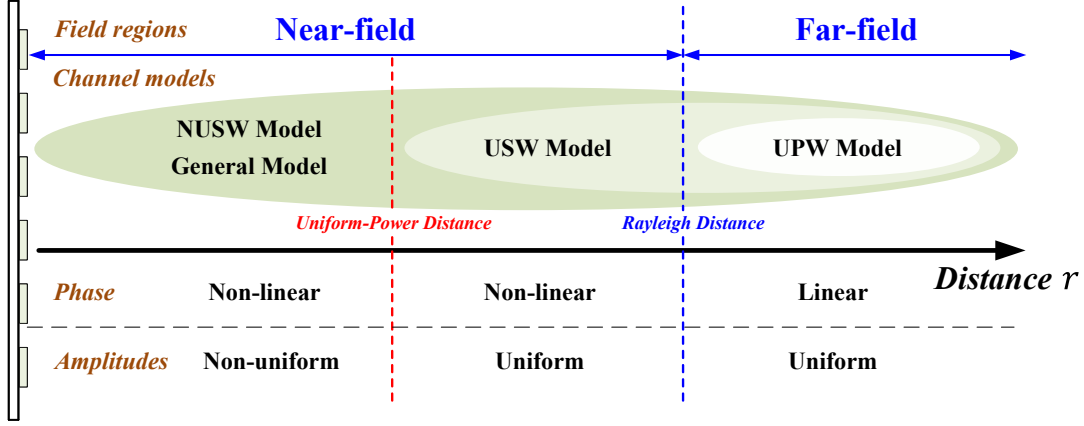 Field regions
Near-field
Far-field
Channel models
NUSW Model
General Model
USW Model
UPW Model
Uniform-Power Distance
Rayleigh Distance
Distance r
Phase
Non-linear
Non-linear
Linear
Amplitudes
Non-uniform
Uniform
Uniform